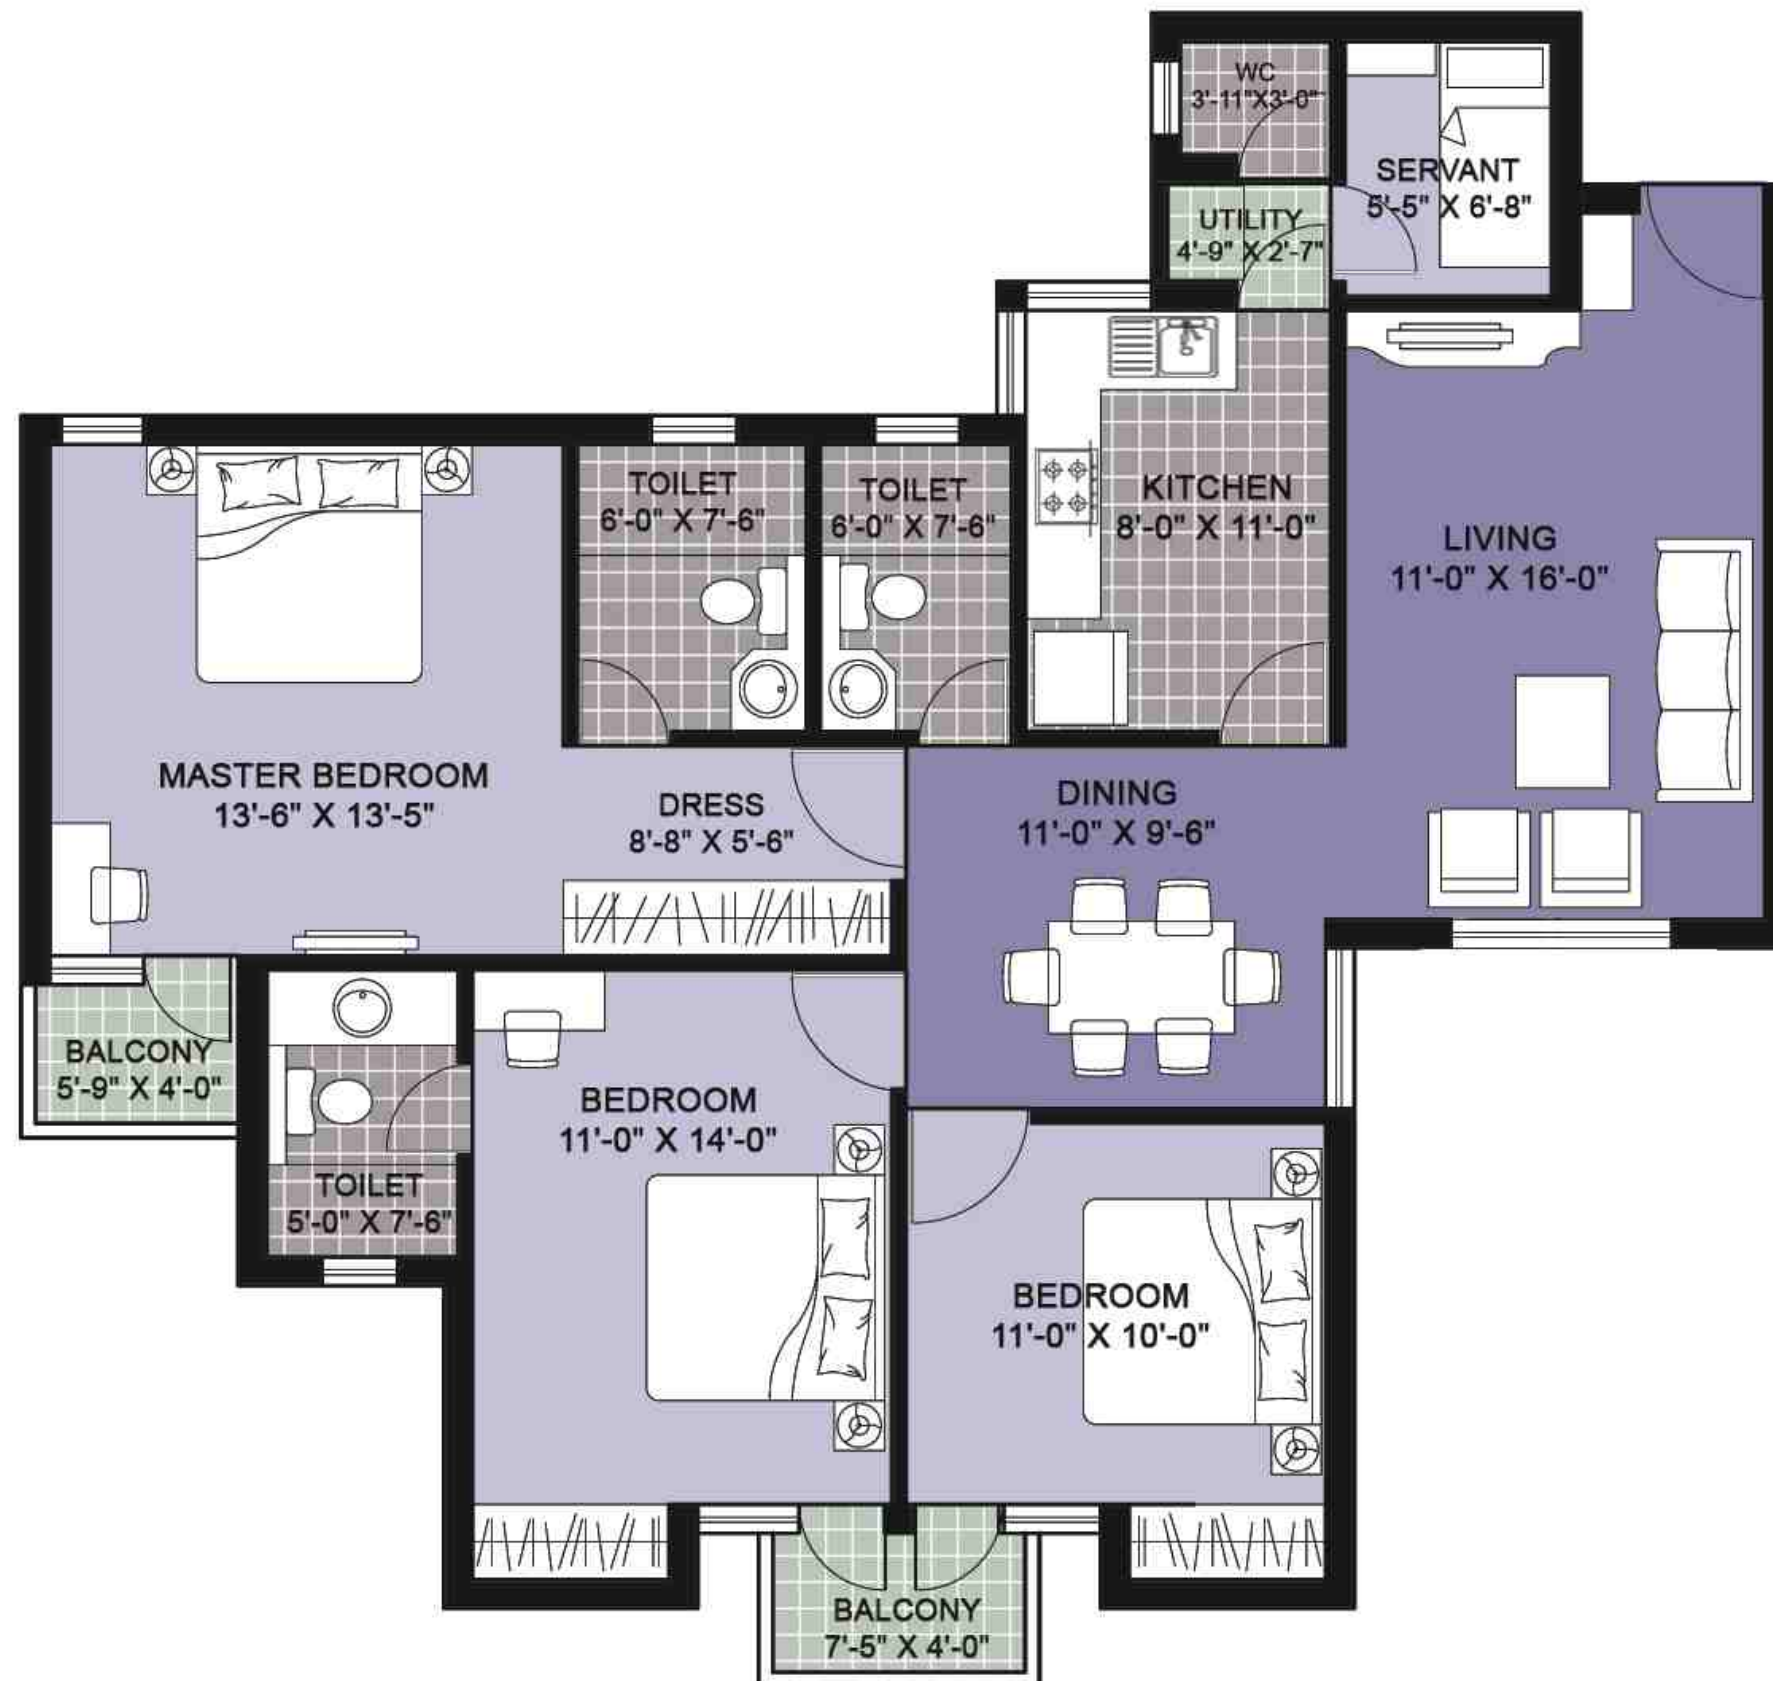 WC
3'-11"X3'-0"
SERVANT
5'-5" X 6'-8"
UTILITY
4'-9" X 2'-7"
TOILET
6'-0" X 7'-6"
TOILET
6'-0" X 7'-6"
KITCHEN
8'-0" X 11'-0"
LIVING
11'-0" X 16'-0"
MASTER BEDROOM
13'-6" X 13'-5"
DRESS
8'-8" X 5'-6"
DINING
11'-0" X 9'-6"
BALCONY
5'-9" X 4'-0"
BEDROOM
11'-0" X 14'-0"
TOILET
5'-0" X 7'-6"
BEDROOM
11'-0" X 10'-0"
BALCONY
7'-5" X 4'-0"